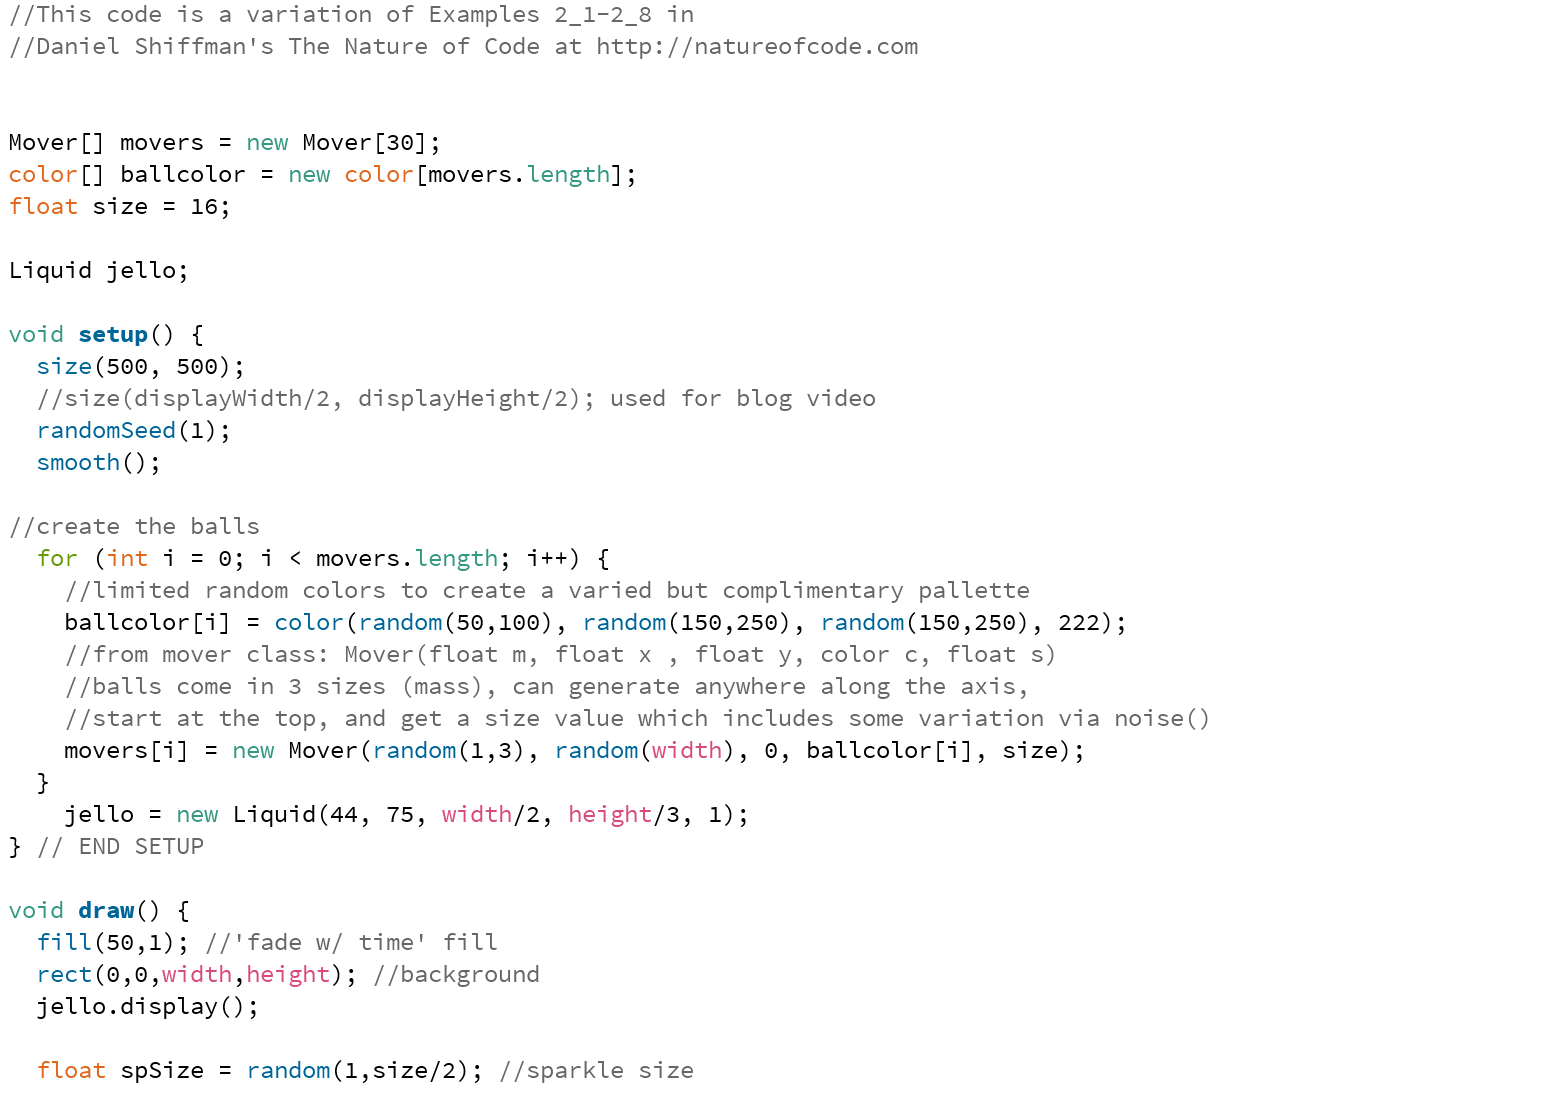 //This code is a variation of Examples 2_1-2_8 in
//Daniel Shiffman's The Nature of Code at http://natureofcode.com
Mover[] movers = new Mover[30];
color[] ballcolor = new color[movers.length];
float size = 16;
Liquid jello;
void setup() {
  size(500, 500);
  //size(displayWidth/2, displayHeight/2); used for blog video
  randomSeed(1);
  smooth();
//create the balls
  for (int i = 0; i < movers.length; i++) {
    //limited random colors to create a varied but complimentary pallette
    ballcolor[i] = color(random(50,100), random(150,250), random(150,250), 222);
    //from mover class: Mover(float m, float x , float y, color c, float s)
    //balls come in 3 sizes (mass), can generate anywhere along the axis,
    //start at the top, and get a size value which includes some variation via noise()
    movers[i] = new Mover(random(1,3), random(width), 0, ballcolor[i], size);
  }
    jello = new Liquid(44, 75, width/2, height/3, 1);
} // END SETUP
void draw() {
  fill(50,1); //'fade w/ time' fill
  rect(0,0,width,height); //background
  jello.display();
  float spSize = random(1,size/2); //sparkle size